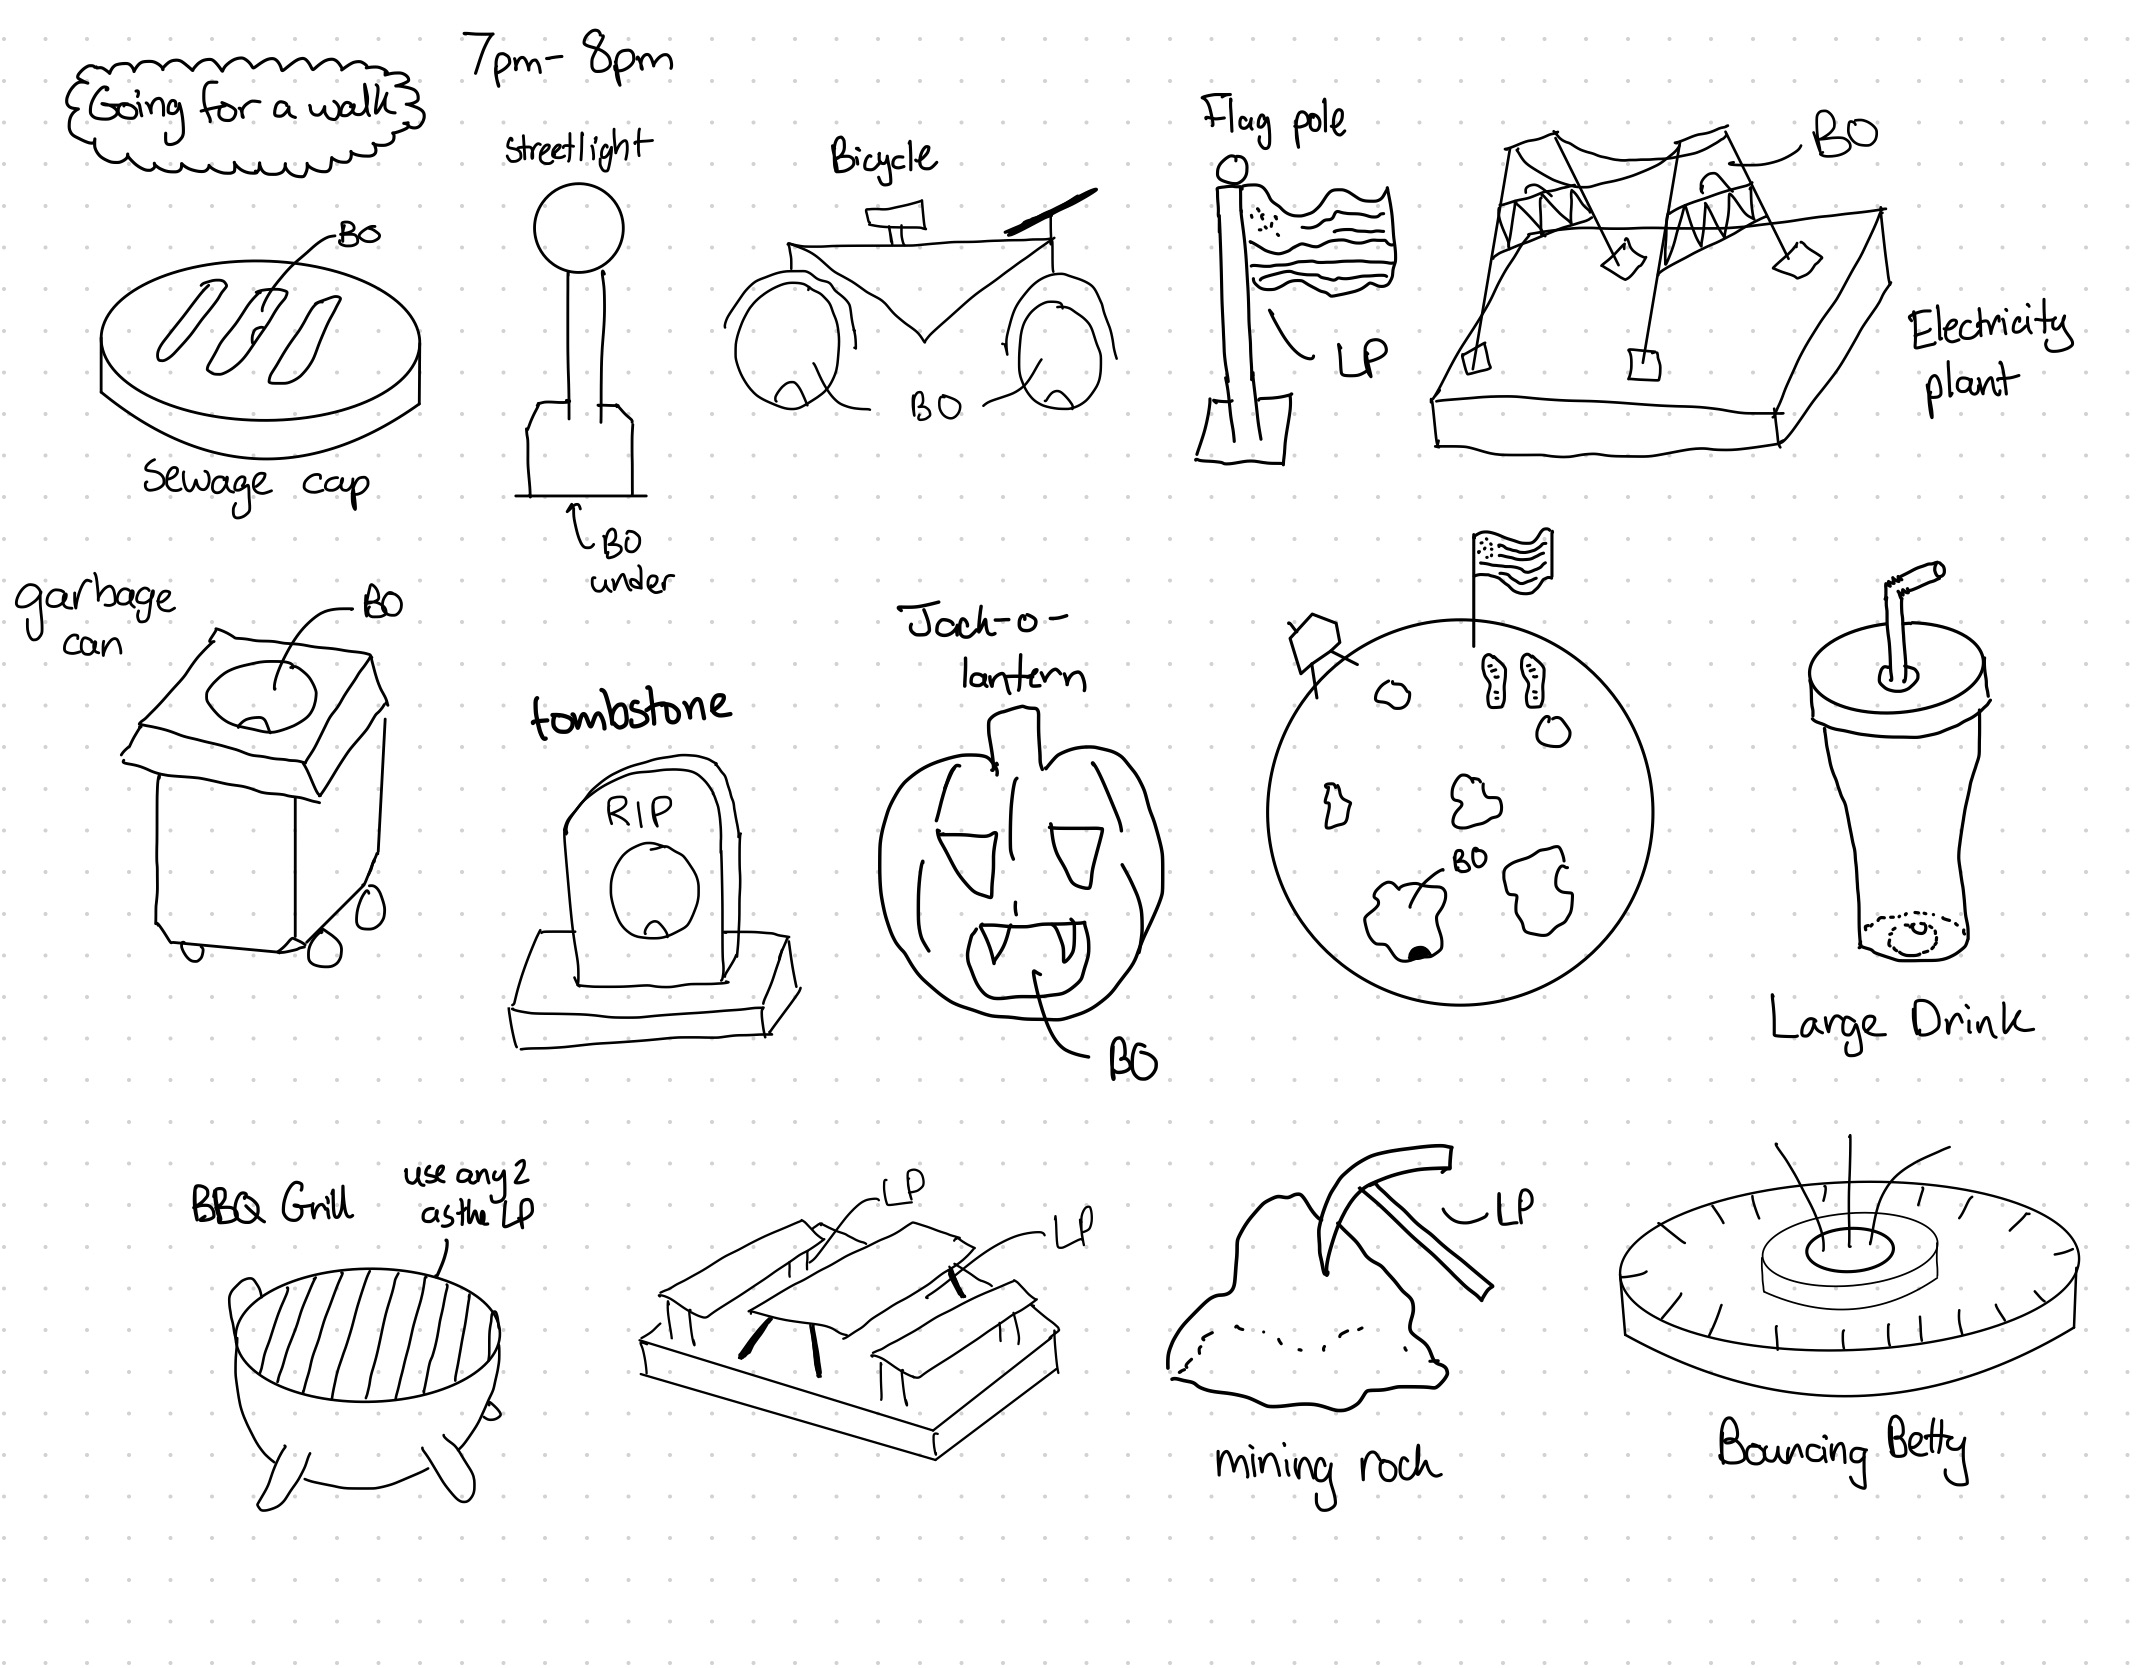 7pm - 8pm
Going for a walk
streetlight
Bicycle
Flag pole
BO
BO
LP
BO
Electricity
plant
Sewage cap
BO
under
garbage
can
BO
Jack-o-
lantern
tombstone
RIP
BO
BO
Large Drink
BBQ Grill
use any 2
as the LP
LP
LP
LP
mining rock
Bouncing Betty